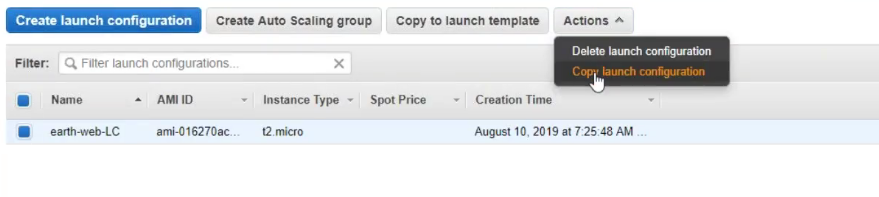 Create launch configuration Create Auto Scaling group Copy to launch template Actions
Delete launch configuration
Filter: Filter launch configurations...
Copy launch configuration
Name AMI ID Instance Type Spot Price Creation Time
earth-web-LC ami-016270ac... t2.micro August 10, 2019 at 7:25:48 AM ...